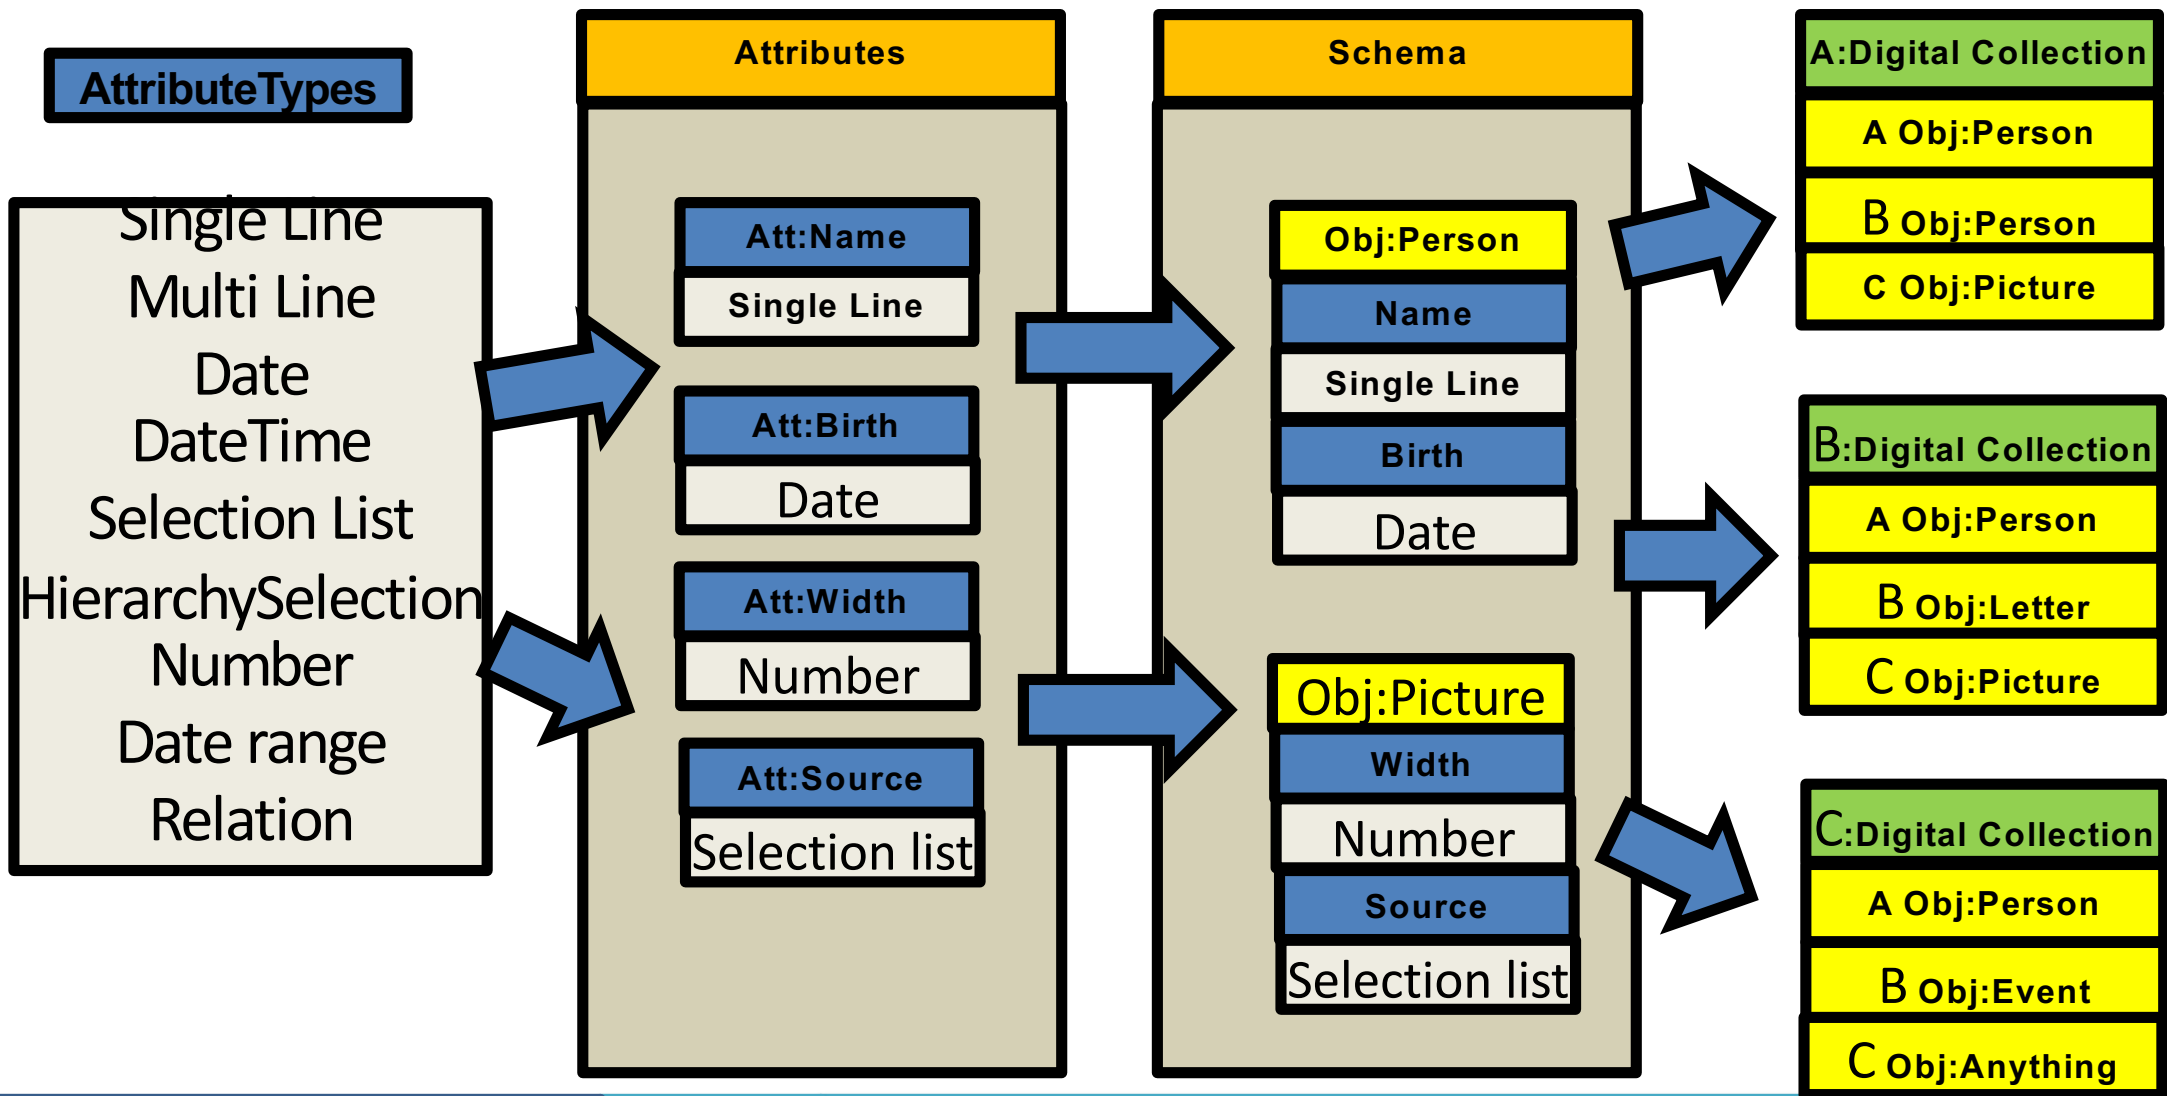 AttributeTypes
Single Line
Multi Line
Date
DateTime
Selection List
HierarchySelection
Number
Date range
Relation
Attributes
Att:Name
Single Line
Att:Birth
Date
Att:Width
Number
Att:Source
Selection list
Schema
Obj:Person
Name
Single Line
Birth
Date
Obj:Picture
Width
Number
Source
Selection list
A:Digital Collection
A Obj:Person
B Obj:Person
C Obj:Picture
B:Digital Collection
A Obj:Person
B Obj:Letter
C Obj:Picture
C:Digital Collection
A Obj:Person
B Obj:Event
C Obj:Anything